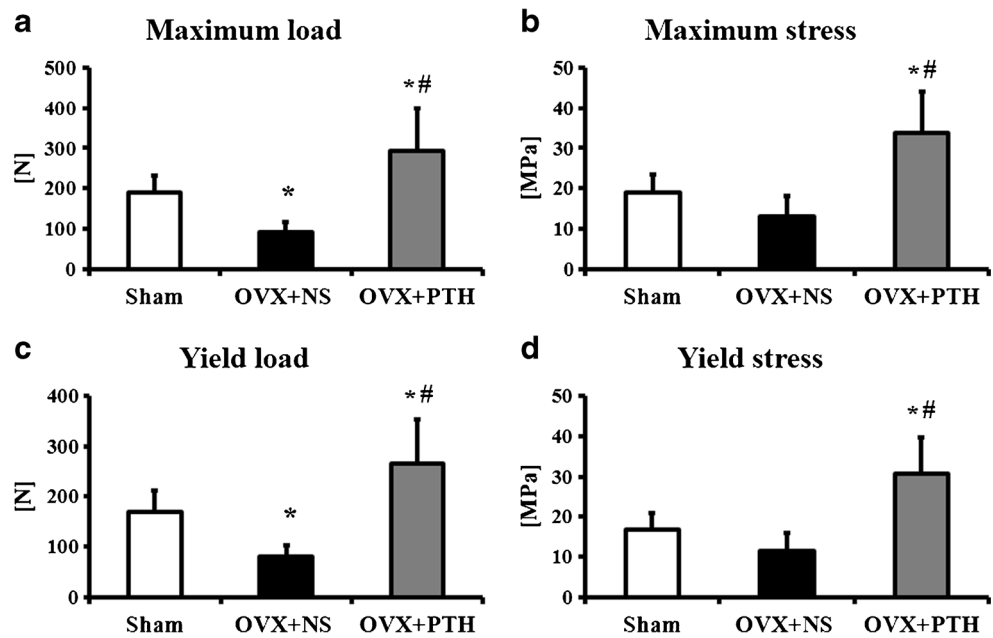 a
Maximum load
500
400
300
200
100
0
[N]
*
*#
Sham OVX+NS OVX+PTH
b
Maximum stress
50
40
30
20
10
0
[MPa]
*#
Sham OVX+NS OVX+PTH
c
Yield load
400
300
200
100
0
[N]
*
*#
Sham OVX+NS OVX+PTH
d
Yield stress
50
40
30
20
10
0
[MPa]
*#
Sham OVX+NS OVX+PTH